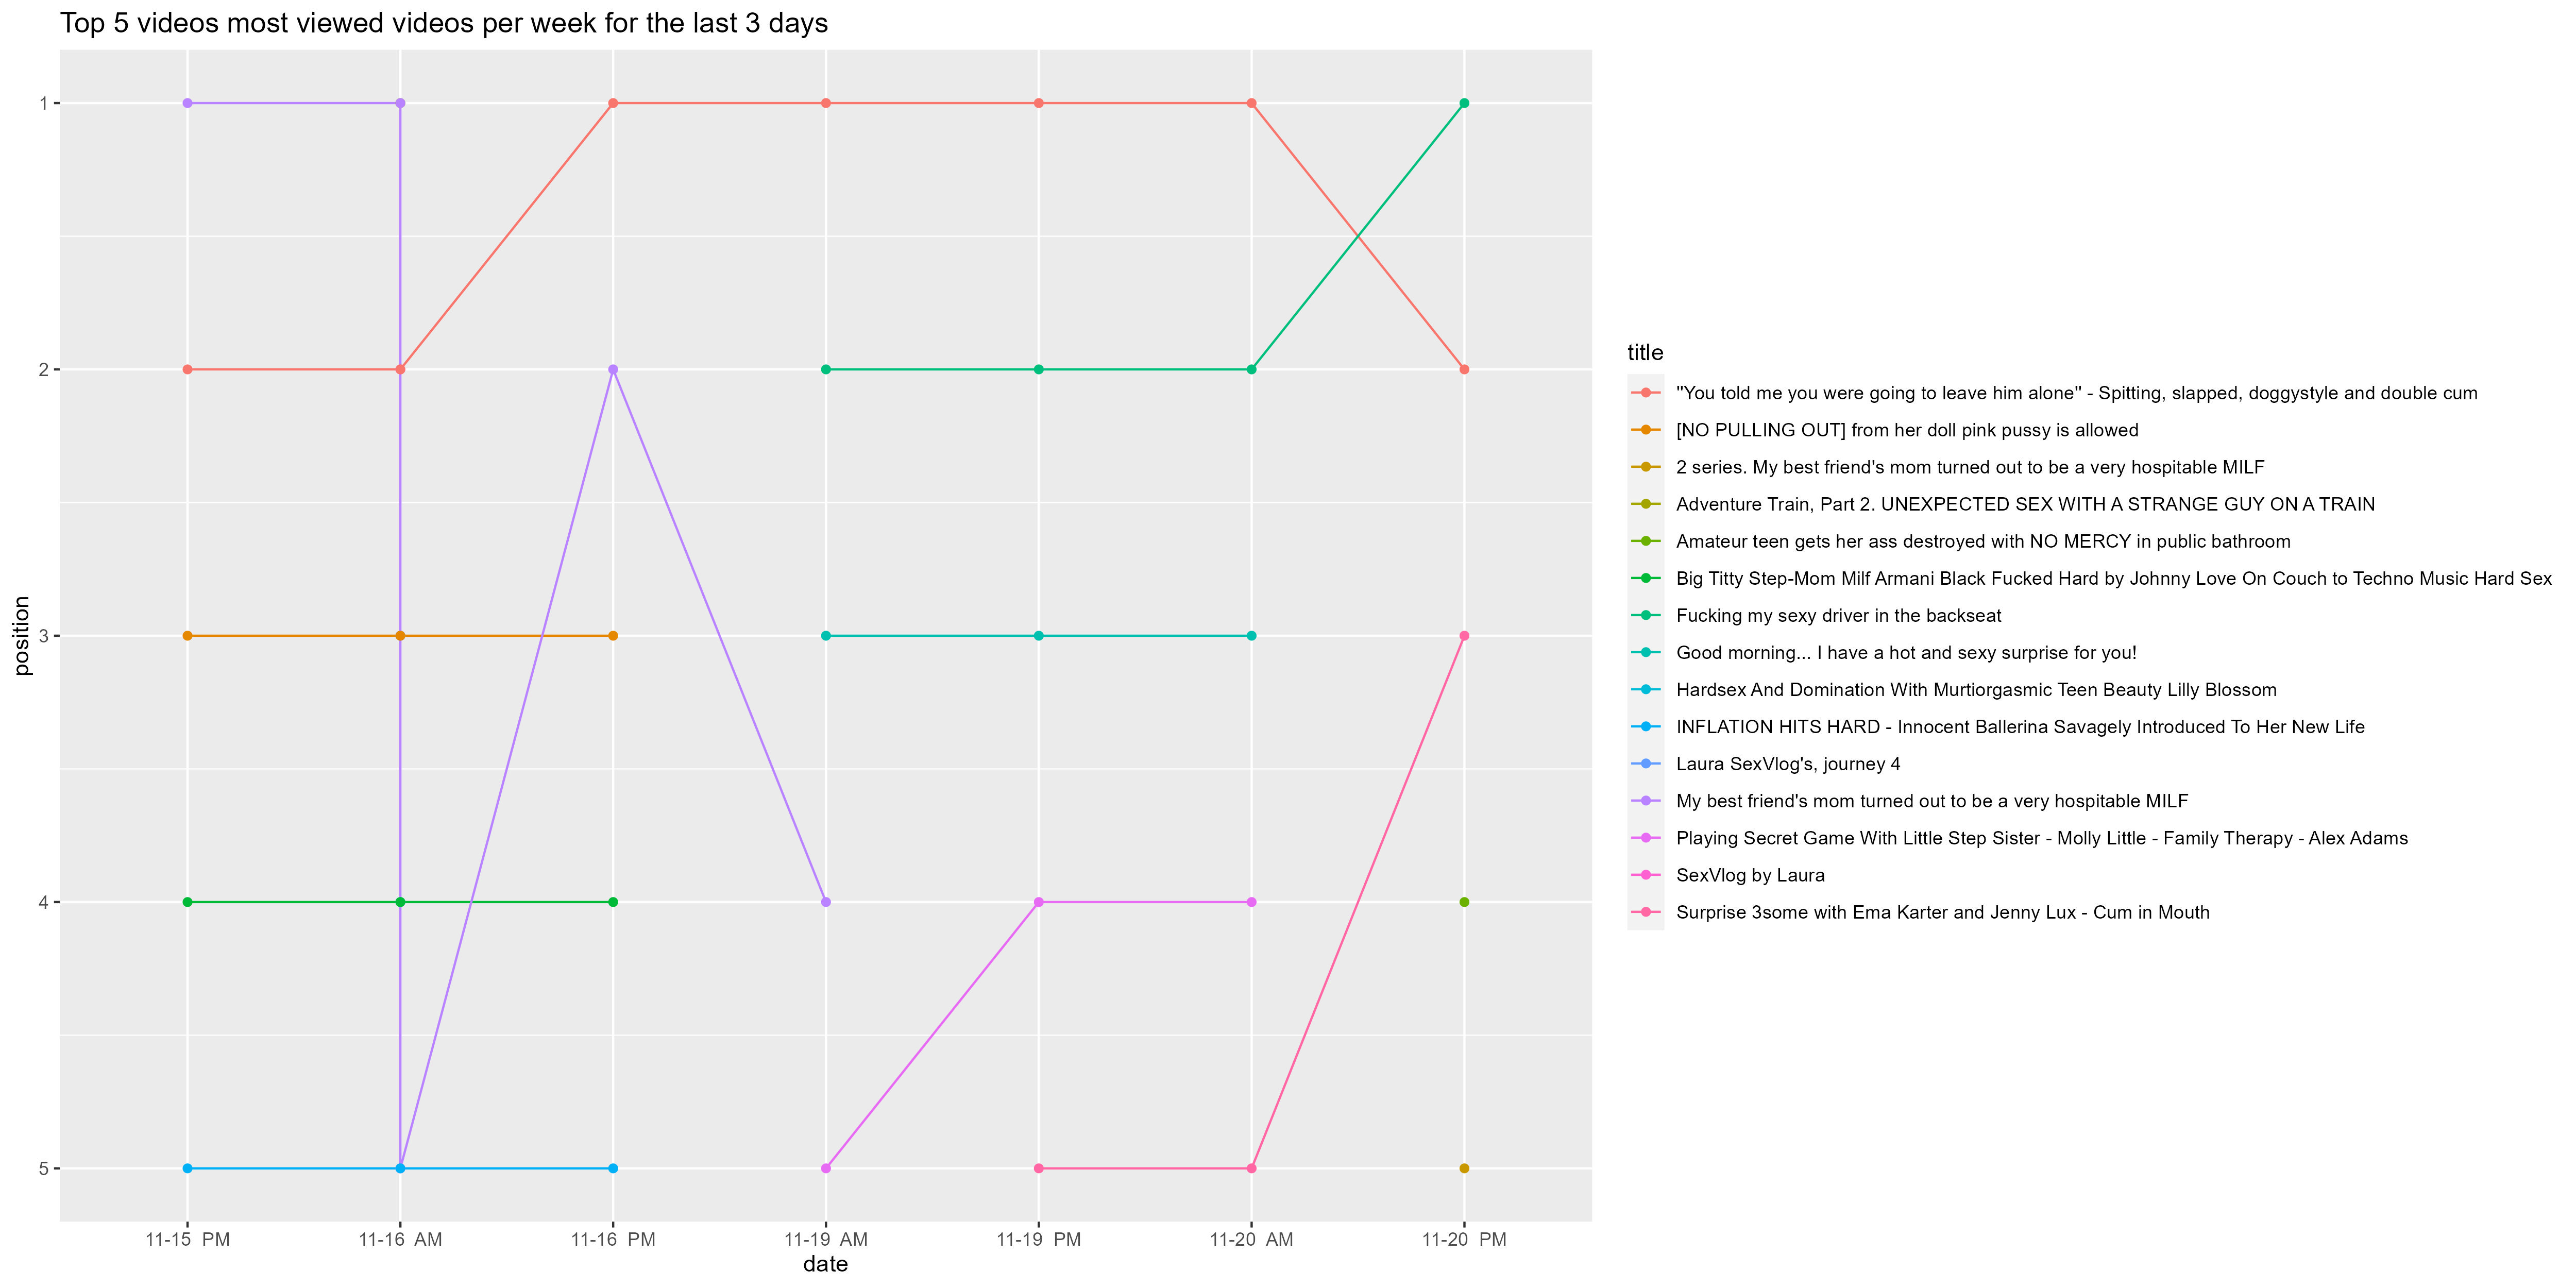 Top 5 videos most viewed videos per week for the last 3 days
position
1
2
3
4
5
11-15 PM
11-16 AM
11-16 PM
11-19 AM
11-19 PM
11-20 AM
11-20 PM
date
title
"You told me you were going to leave him alone" - Spitting, slapped, doggystyle and double cum
[NO PULLING OUT] from her doll pink pussy is allowed
2 series. My best friend's mom turned out to be a very hospitable MILF
Adventure Train, Part 2. UNEXPECTED SEX WITH A STRANGE GUY ON A TRAIN
Amateur teen gets her ass destroyed with NO MERCY in public bathroom
Big Titty Step-Mom Milf Armani Black Fucked Hard by Johnny Love On Couch to Techno Music Hard Sex
Fucking my sexy driver in the backseat
Good morning... I have a hot and sexy surprise for you!
Hardsex And Domination With Murtiorgasmic Teen Beauty Lilly Blossom
INFLATION HITS HARD - Innocent Ballerina Savagely Introduced To Her New Life
Laura SexVlog's, journey 4
My best friend's mom turned out to be a very hospitable MILF
Playing Secret Game With Little Step Sister - Molly Little - Family Therapy - Alex Adams
SexVlog by Laura
Surprise 3some with Ema Karter and Jenny Lux - Cum in Mouth